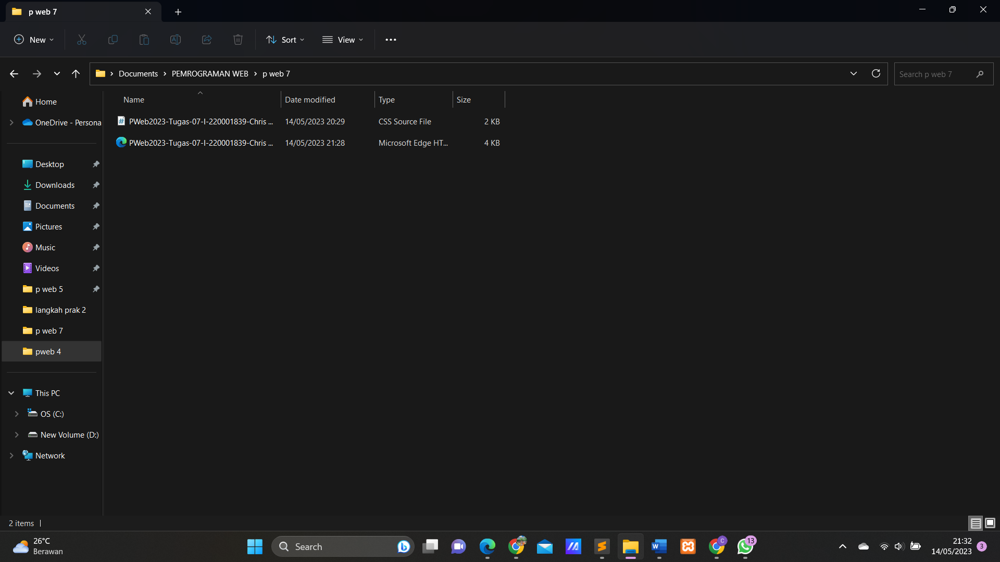 p web 7
New
Sort
View
Documents
PEMROGRAMAN WEB
p web 7
Search p web 7
Name
Date modified
Type
Size
PWeb2023-Tugas-07-I-220001839-Chris ...
14/05/2023 20:29
CSS Source File
2 KB
PWeb2023-Tugas-07-I-220001839-Chris ...
14/05/2023 21:28
Microsoft Edge HT...
4 KB
Home
OneDrive - Persona
Desktop
Downloads
Documents
Pictures
Music
Videos
p web 5
langkah prak 2
p web 7
pweb 4
This PC
OS (C:)
New Volume (D:)
Network
2 items
26°C
Berawan
Search
W
C
13
21:32
14/05/2023
3